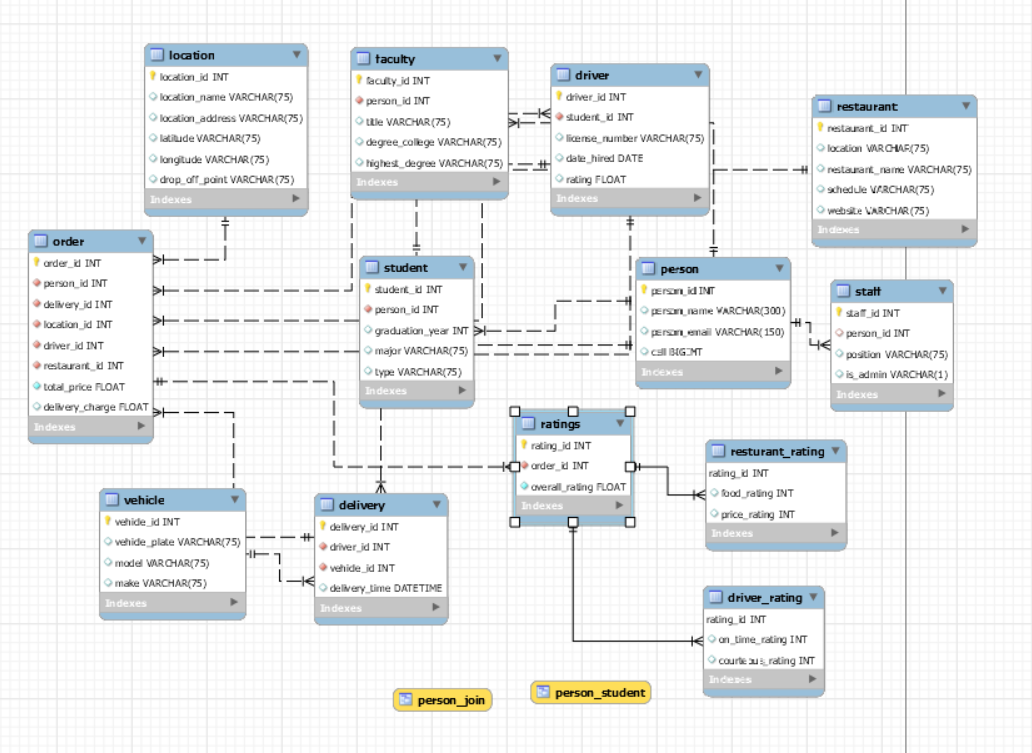 location
location_id INT
location_name VARCHAR(75)
location_address VARCHAR(75)
latitude VARCHAR(75)
longitude VARCHAR(75)
drop_off_point VARCHAR(75)
Indexes
faculty
faculty_id INT
person_id INT
title VARCHAR(75)
degree_college VARCHAR(75)
highest_degree VARCHAR(75)
Indexes
driver
driver_id INT
student_id INT
license_number VARCHAR(75)
date_hired DATE
rating FLOAT
Indexes
restaurant
restaurant_id INT
location VARCHAR(75)
restaurant_name VARCHAR(75)
schedule VARCHAR(75)
website VARCHAR(75)
Indexes
order
order_id INT
person_id INT
delivery_id INT
location_id INT
driver_id INT
restaurant_id INT
total_price FLOAT
delivery_charge FLOAT
Indexes
student
student_id INT
person_id INT
graduation_year INT
major VARCHAR(75)
type VARCHAR(75)
Indexes
person
person_id INT
person_name VARCHAR(300)
person_email VARCHAR(150)
cell BIGINT
Indexes
staff
staff_id INT
person_id INT
position VARCHAR(75)
is_admin VARCHAR(1)
Indexes
ratings
rating_id INT
order_id INT
overall_rating FLOAT
Indexes
resturant_rating
rating_id INT
food_rating INT
price_rating INT
Indexes
vehicle
vehicle_id INT
vehicle_plate VARCHAR(75)
model VARCHAR(75)
make VARCHAR(75)
Indexes
delivery
delivery_id INT
driver_id INT
vehicle_id INT
delivery_time DATETIME
Indexes
driver_rating
rating_id INT
on_time_rating INT
courteous_rating INT
Indexes
person_join
person_student